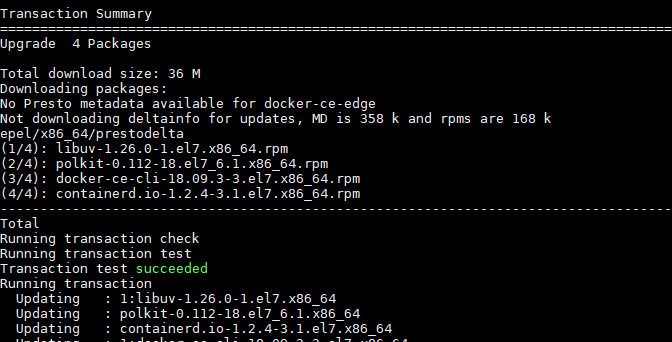 Transaction Summary
================================================================================
Upgrade  4 Packages
Total download size: 36 M
Downloading packages:
No Presto metadata available for docker-ce-edge
Not downloading deltainfo for updates, MD is 358 k and rpms are 168 k
epel/x86_64/prestodelta
(1/4): libuv-1.26.0-1.el7.x86_64.rpm
(2/4): polkit-0.112-18.el7_6.1.x86_64.rpm
(3/4): docker-ce-cli-18.09.3-3.el7.x86_64.rpm
(4/4): containerd.io-1.2.4-3.1.el7.x86_64.rpm
--------------------------------------------------------------------------------
Total
Running transaction check
Running transaction test
Transaction test succeeded
Running transaction
  Updating   : 1:libuv-1.26.0-1.el7.x86_64
  Updating   : polkit-0.112-18.el7_6.1.x86_64
  Updating   : containerd.io-1.2.4-3.1.el7.x86_64